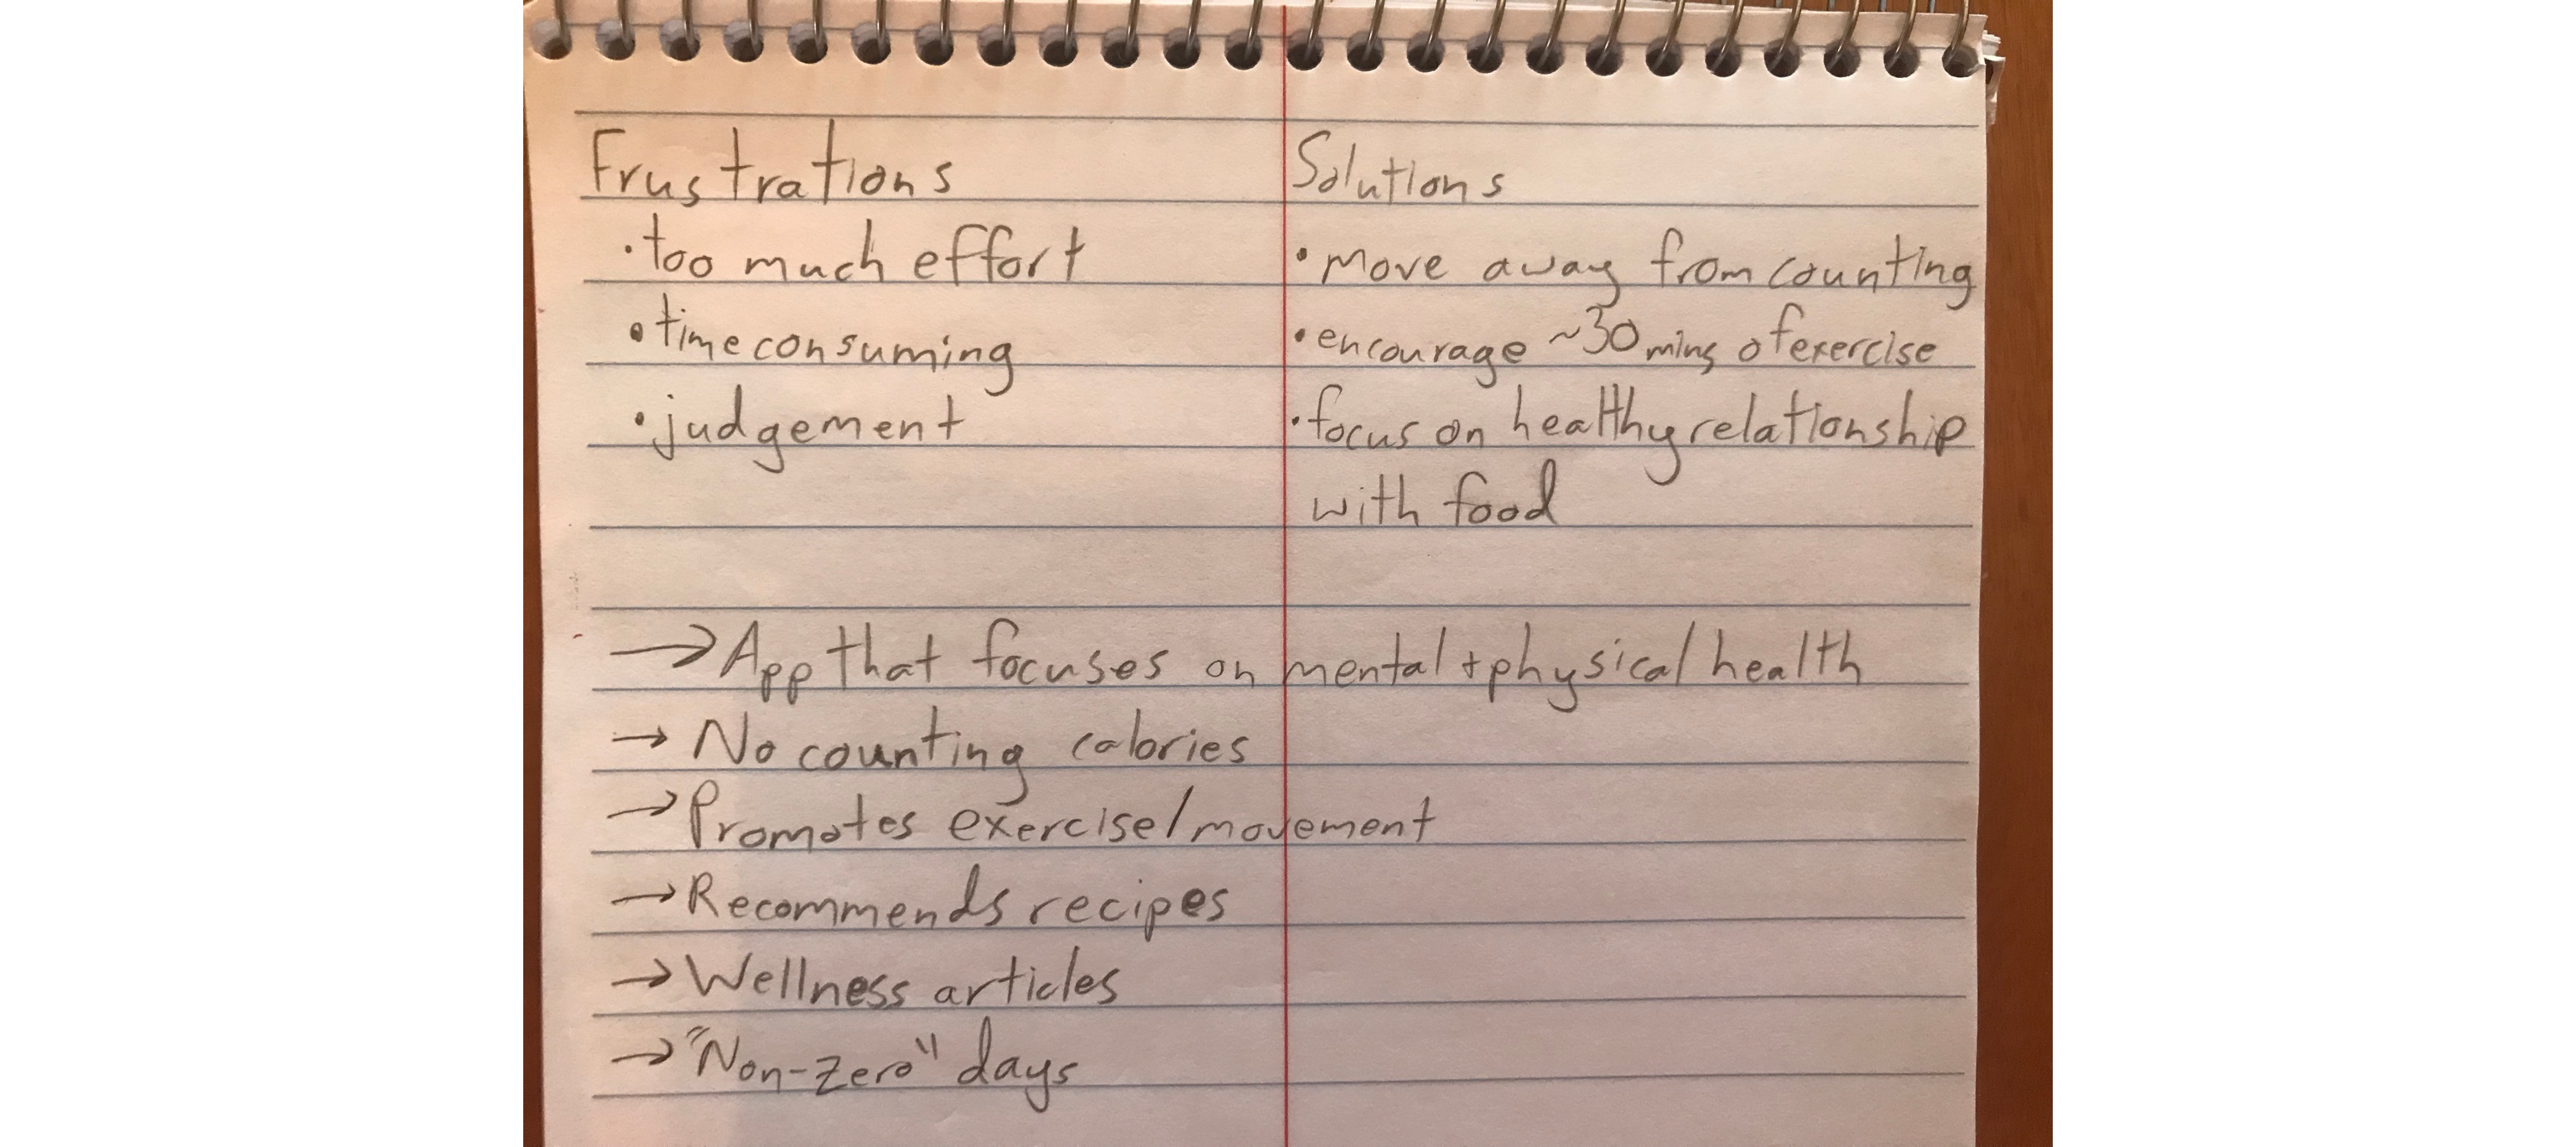 Frustrations
• too much effort
• time consuming
• judgement
Solutions
• move away from counting
• encourage ~30 mins of exercise
• focus on healthy relationship
with food
→ App that focuses on mental + physical health
→ No counting calories
→ Promotes exercise/movement
→ Recommends recipes
→ Wellness articles
→ "Non-zero" days